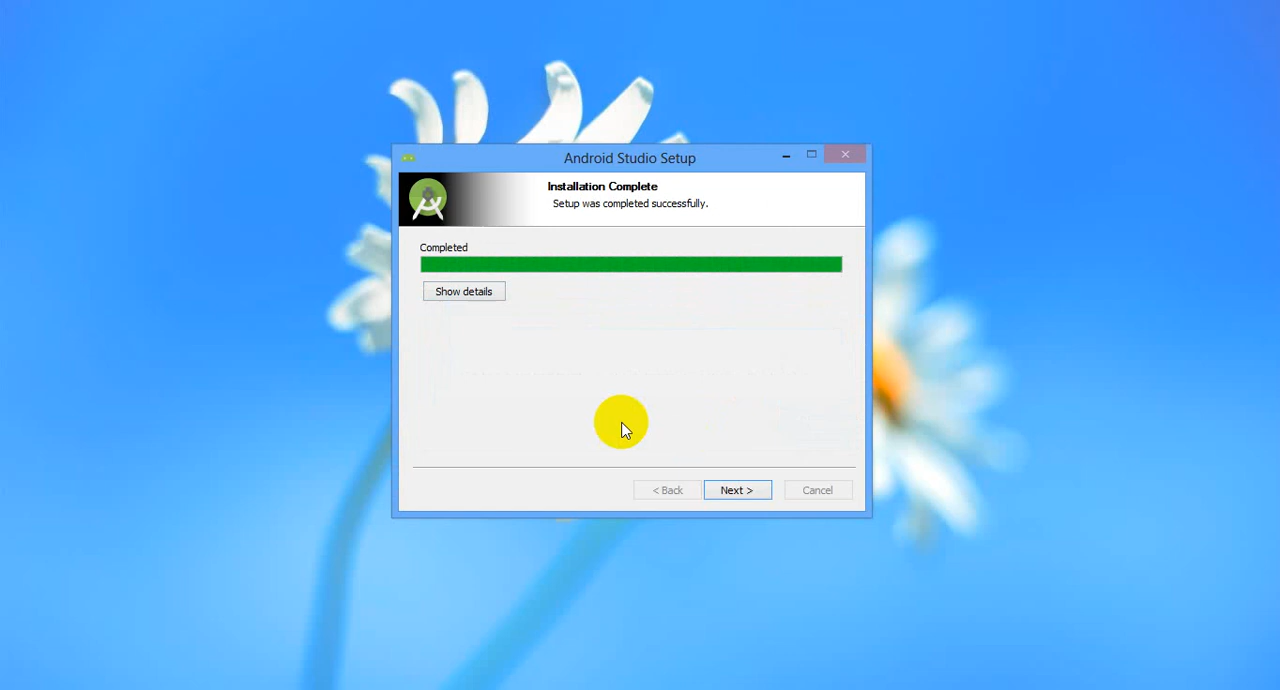 Android Studio Setup
Installation Complete
Setup was completed successfully.
Completed
Show details
< Back
Next >
Cancel